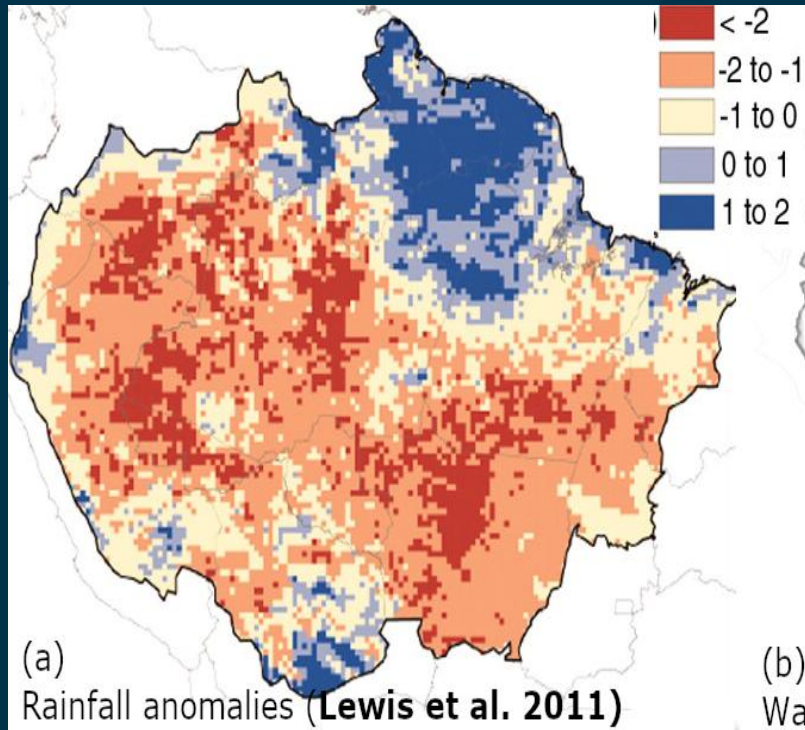 < -2
-2 to -1
-1 to 0
0 to 1
1 to 2
(a)
Rainfall anomalies (Lewis et al. 2011)
(b)
Wa